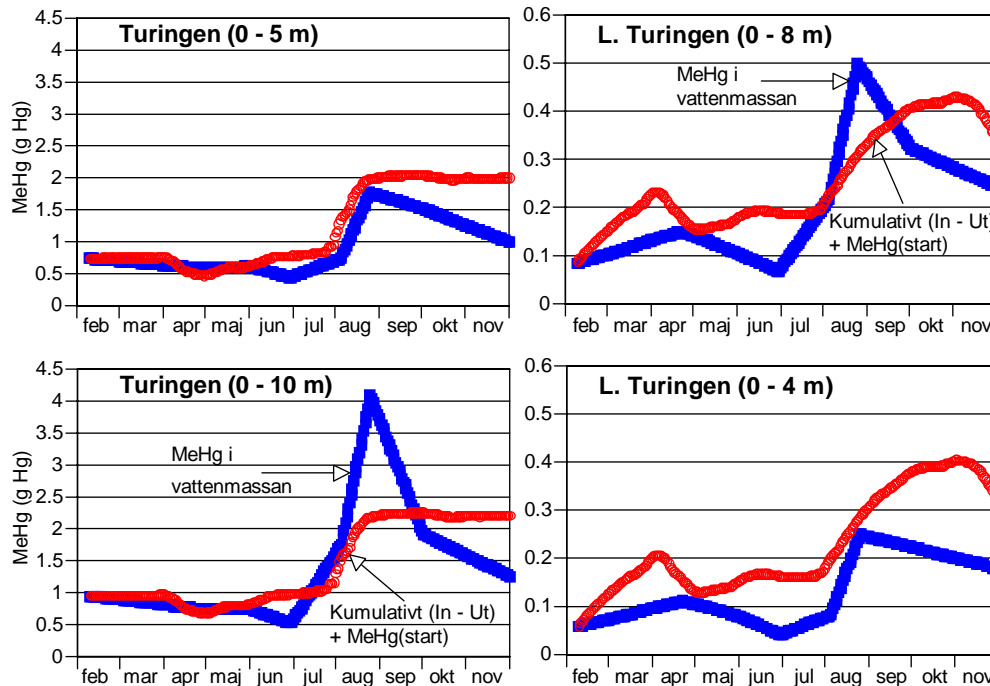 Turingen (0 - 5 m)
MeHg (g Hg)
4.5
4
3.5
3
2.5
2
1.5
1
0.5
0
feb mar apr maj jun jul aug sep okt nov
L. Turingen (0 - 8 m)
0.6
0.5
0.4
0.3
0.2
0.1
0
MeHg i
vattenmassan
Kumulativt (In - Ut)
+ MeHg(start)
feb mar apr maj jun jul aug sep okt nov
Turingen (0 - 10 m)
MeHg (g Hg)
4.5
4
3.5
3
2.5
2
1.5
1
0.5
0
MeHg i
vattenmassan
Kumulativt (In - Ut)
+ MeHg(start)
feb mar apr maj jun jul aug sep okt nov
L. Turingen (0 - 4 m)
0.6
0.5
0.4
0.3
0.2
0.1
0
feb mar apr maj jun jul aug sep okt nov